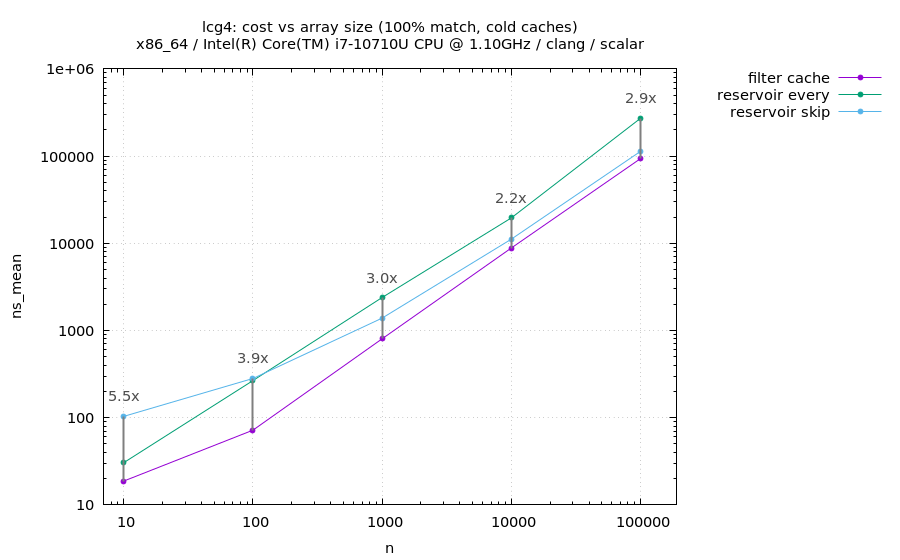 lcg4: cost vs array size (100% match, cold caches)
x86_64 / Intel(R) Core(TM) i7-10710U CPU @ 1.10GHz / clang / scalar
filter cache
reservoir every
reservoir skip
1e+06
100000
10000
1000
100
10
ns_mean
5.5x
3.9x
3.0x
2.2x
2.9x
10
100
1000
10000
100000
n